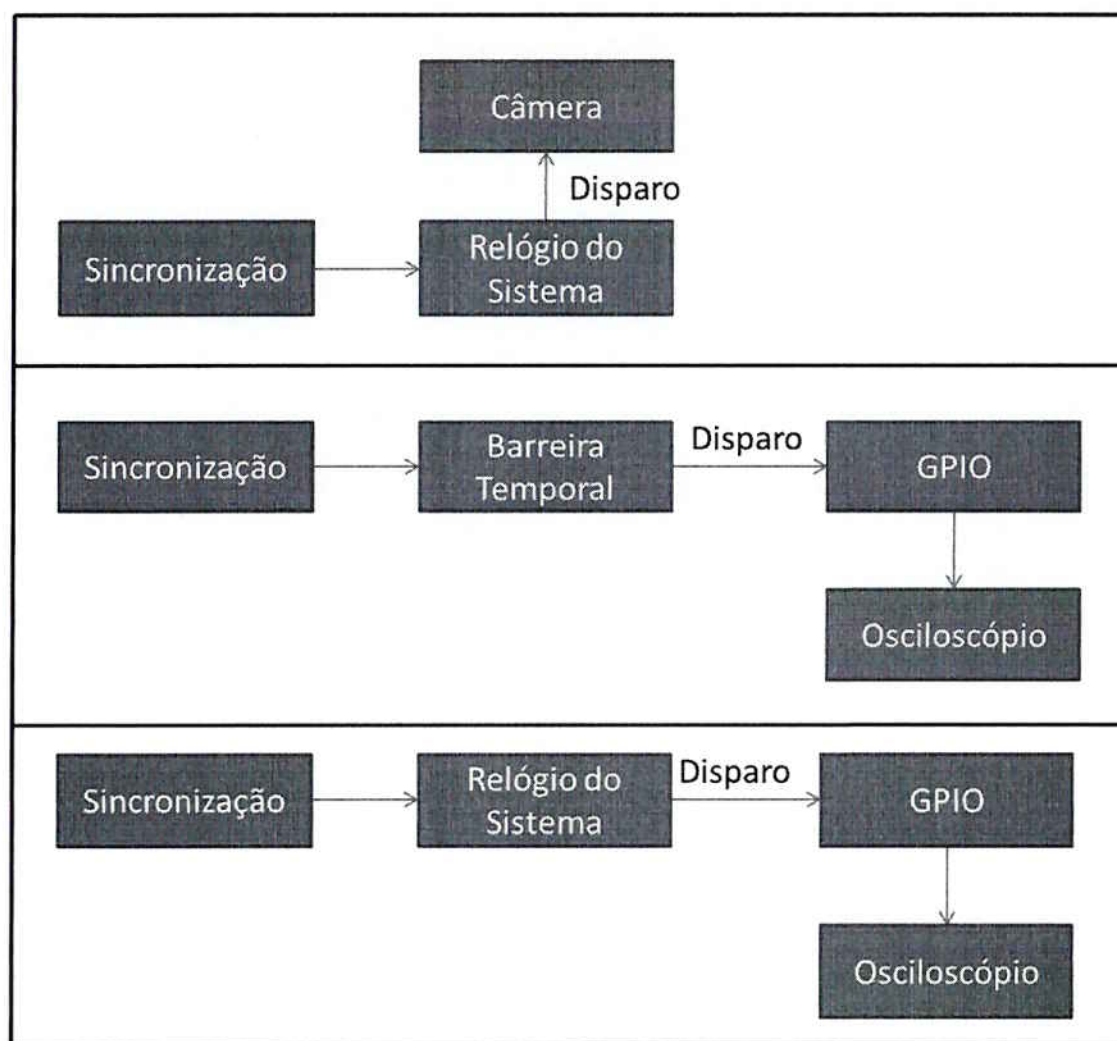 Câmera
Disparo
Sincronização
Relógio do
Sistema
Sincronização
Barreira
Temporal
Disparo
GPIO
Osciloscópio
Sincronização
Relógio do
Sistema
Disparo
GPIO
Osciloscópio